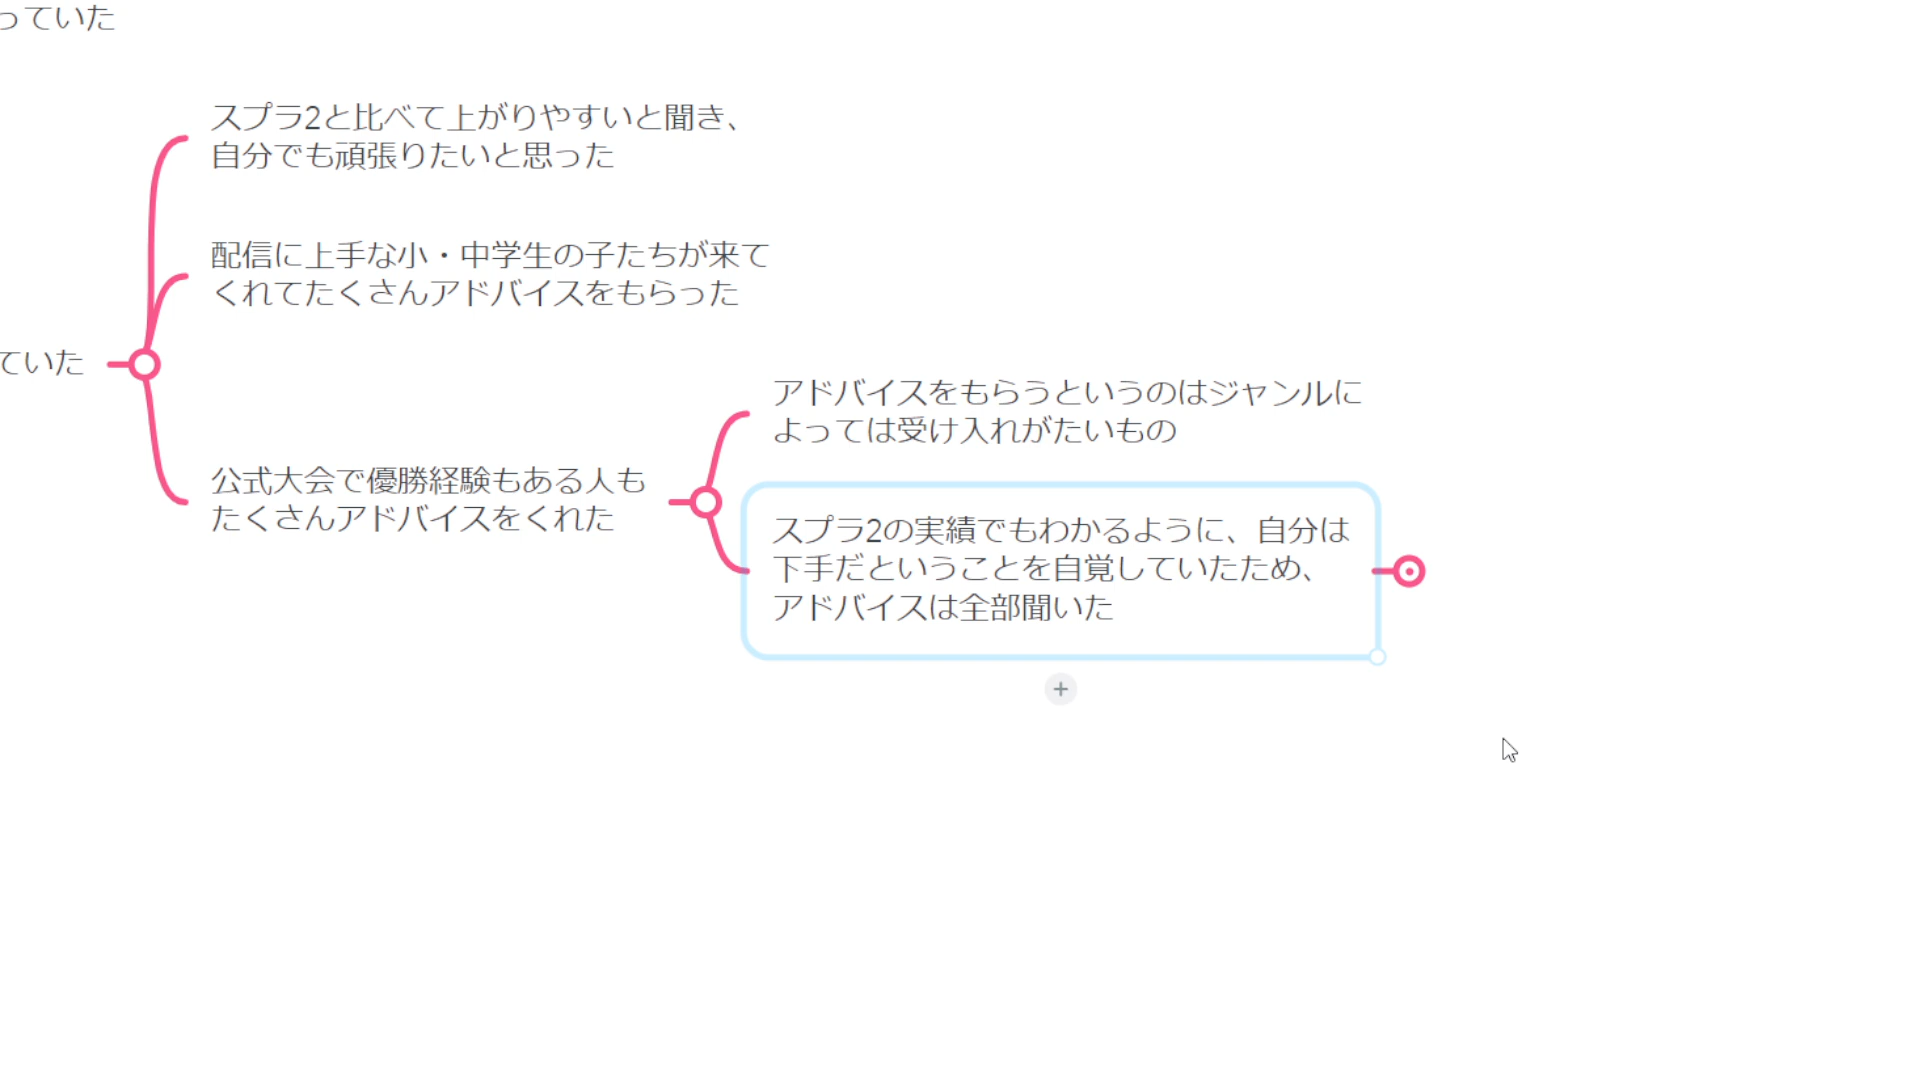 っていた
スプラ2と比べて上がりやすいと聞き、
自分でも頑張りたいと思った
配信に上手な小・中学生の子たちが来て
くれてたくさんアドバイスをもらった
ていた
公式大会で優勝経験もある人も
たくさんアドバイスをくれた
アドバイスをもらうというのはジャンルに
よっては受け入れがたいもの
スプラ2の実績でもわかるように、自分は
下手だということを自覚していたため、
アドバイスは全部聞いた